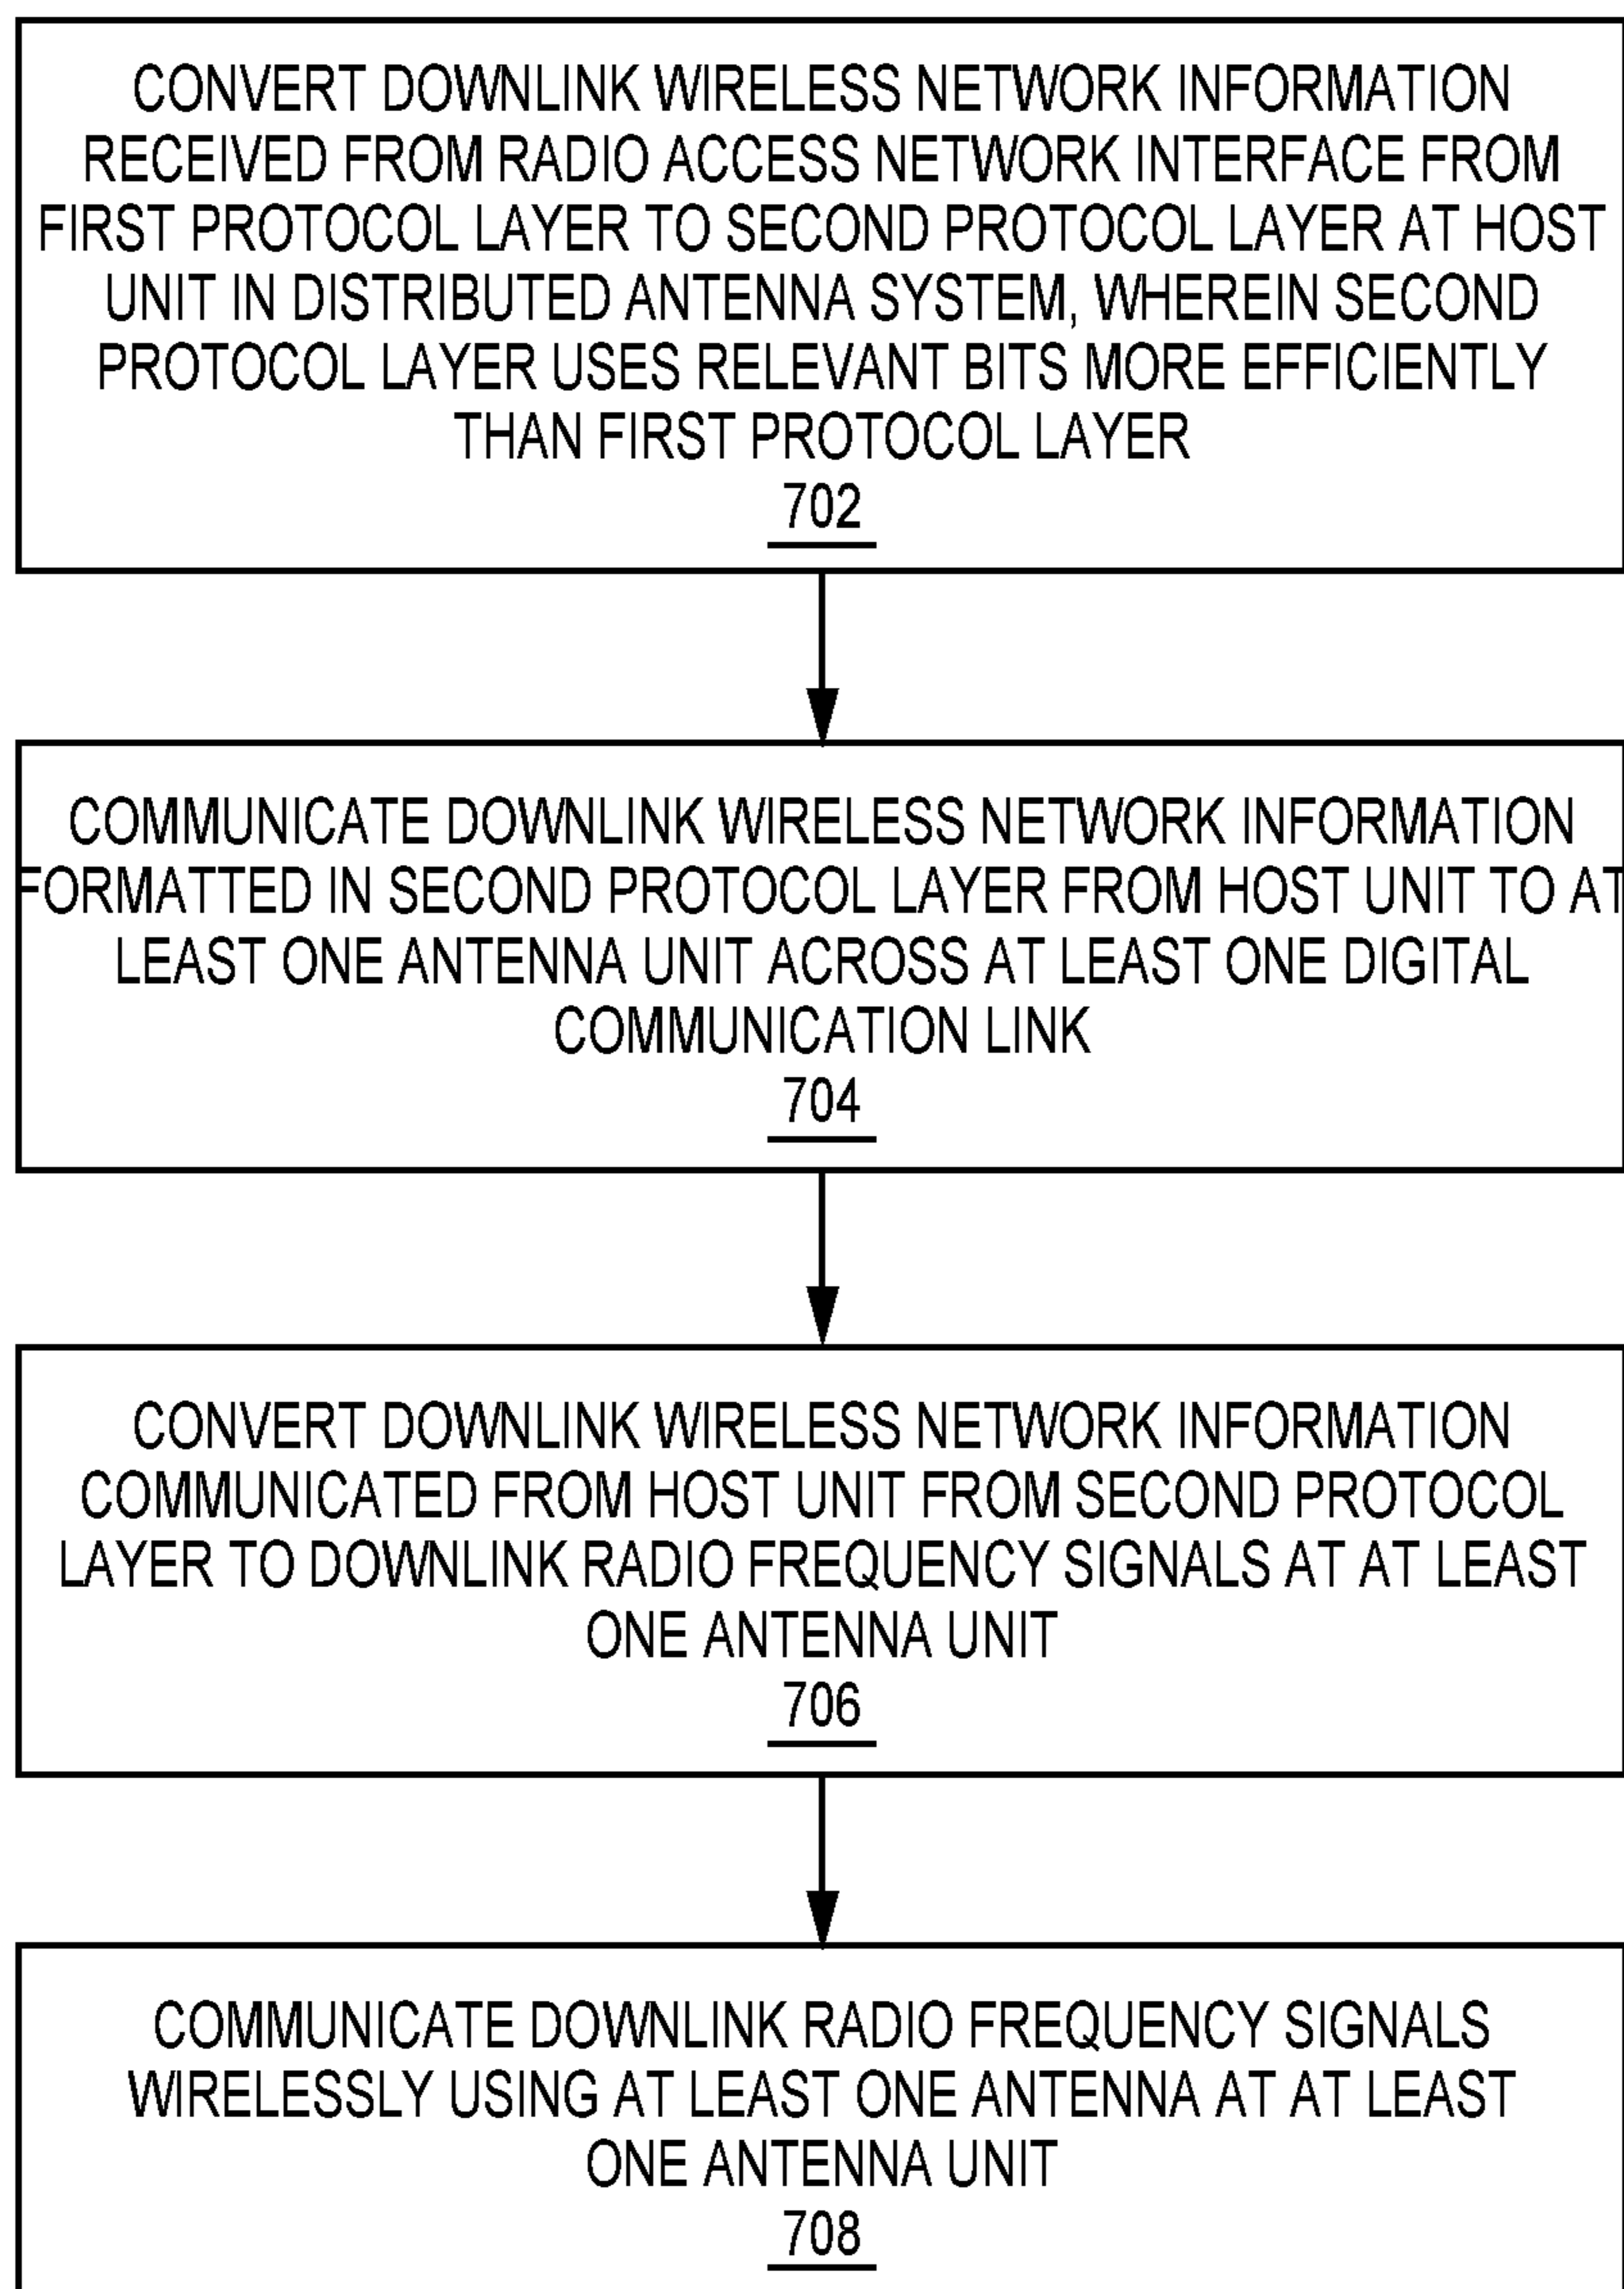 CONVERT DOWNLINK WIRELESS NETWORK INFORMATION
RECEIVED FROM RADIO ACCESS NETWORK INTERFACE FROM
FIRST PROTOCOL LAYER TO SECOND PROTOCOL LAYER AT HOST
UNIT IN DISTRIBUTED ANTENNA SYSTEM, WHEREIN SECOND
PROTOCOL LAYER USES RELEVANT BITS MORE EFFICIENTLY
THAN FIRST PROTOCOL LAYER
702
COMMUNICATE DOWNLINK WIRELESS NETWORK INFORMATION
FORMATTED IN SECOND PROTOCOL LAYER FROM HOST UNIT TO AT
LEAST ONE ANTENNA UNIT ACROSS AT LEAST ONE DIGITAL
COMMUNICATION LINK
704
CONVERT DOWNLINK WIRELESS NETWORK INFORMATION
COMMUNICATED FROM HOST UNIT FROM SECOND PROTOCOL
LAYER TO DOWNLINK RADIO FREQUENCY SIGNALS AT AT LEAST
ONE ANTENNA UNIT
706
COMMUNICATE DOWNLINK RADIO FREQUENCY SIGNALS
WIRELESSLY USING AT LEAST ONE ANTENNA AT AT LEAST
ONE ANTENNA UNIT
708